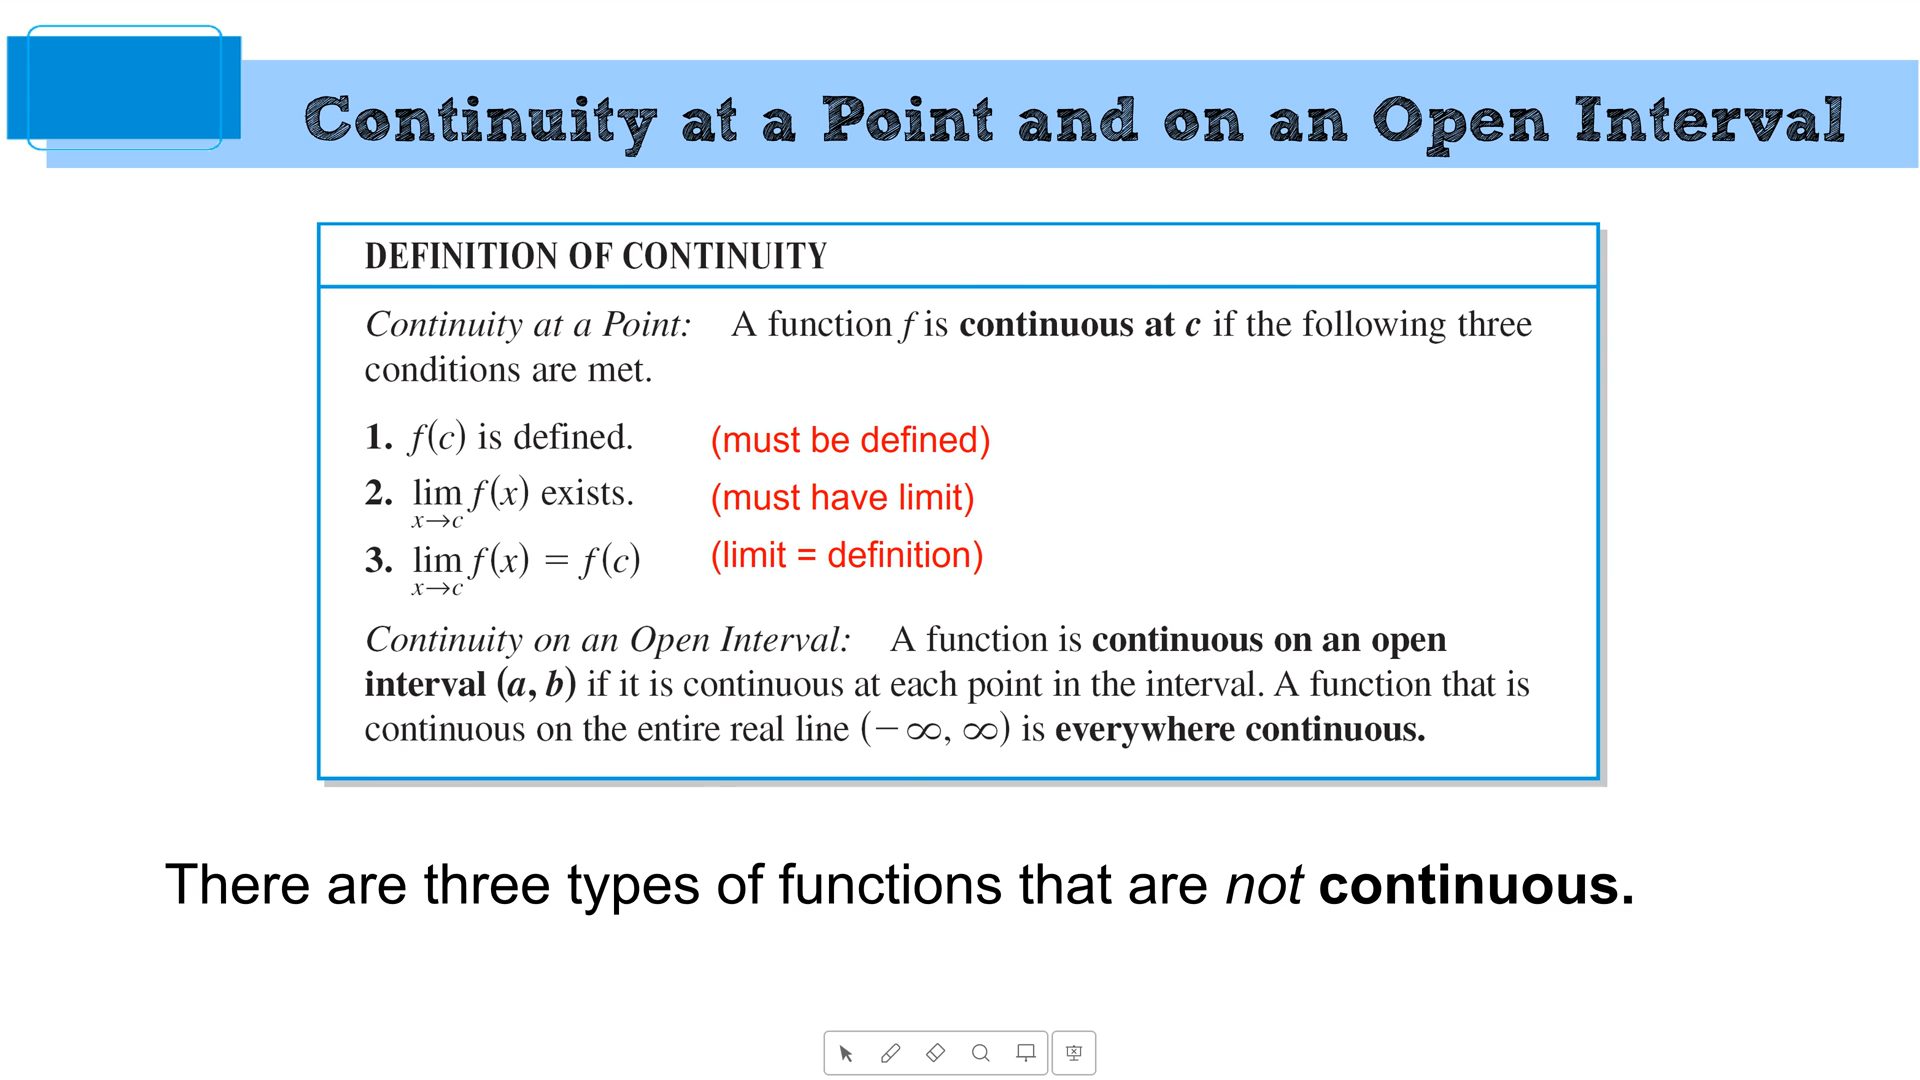 Continuity at a Point and on an Open Interval
DEFINITION OF CONTINUITY
Continuity at a Point: A function f is continuous at c if the following three
conditions are met.
1. f(c) is defined. (must be defined)
2. lim f(x) exists. (must have limit)
x→c
3. lim f(x) = f(c) (limit = definition)
x→c
Continuity on an Open Interval: A function is continuous on an open
interval (a, b) if it is continuous at each point in the interval. A function that is
continuous on the entire real line (−∞, ∞) is everywhere continuous.
There are three types of functions that are not continuous.